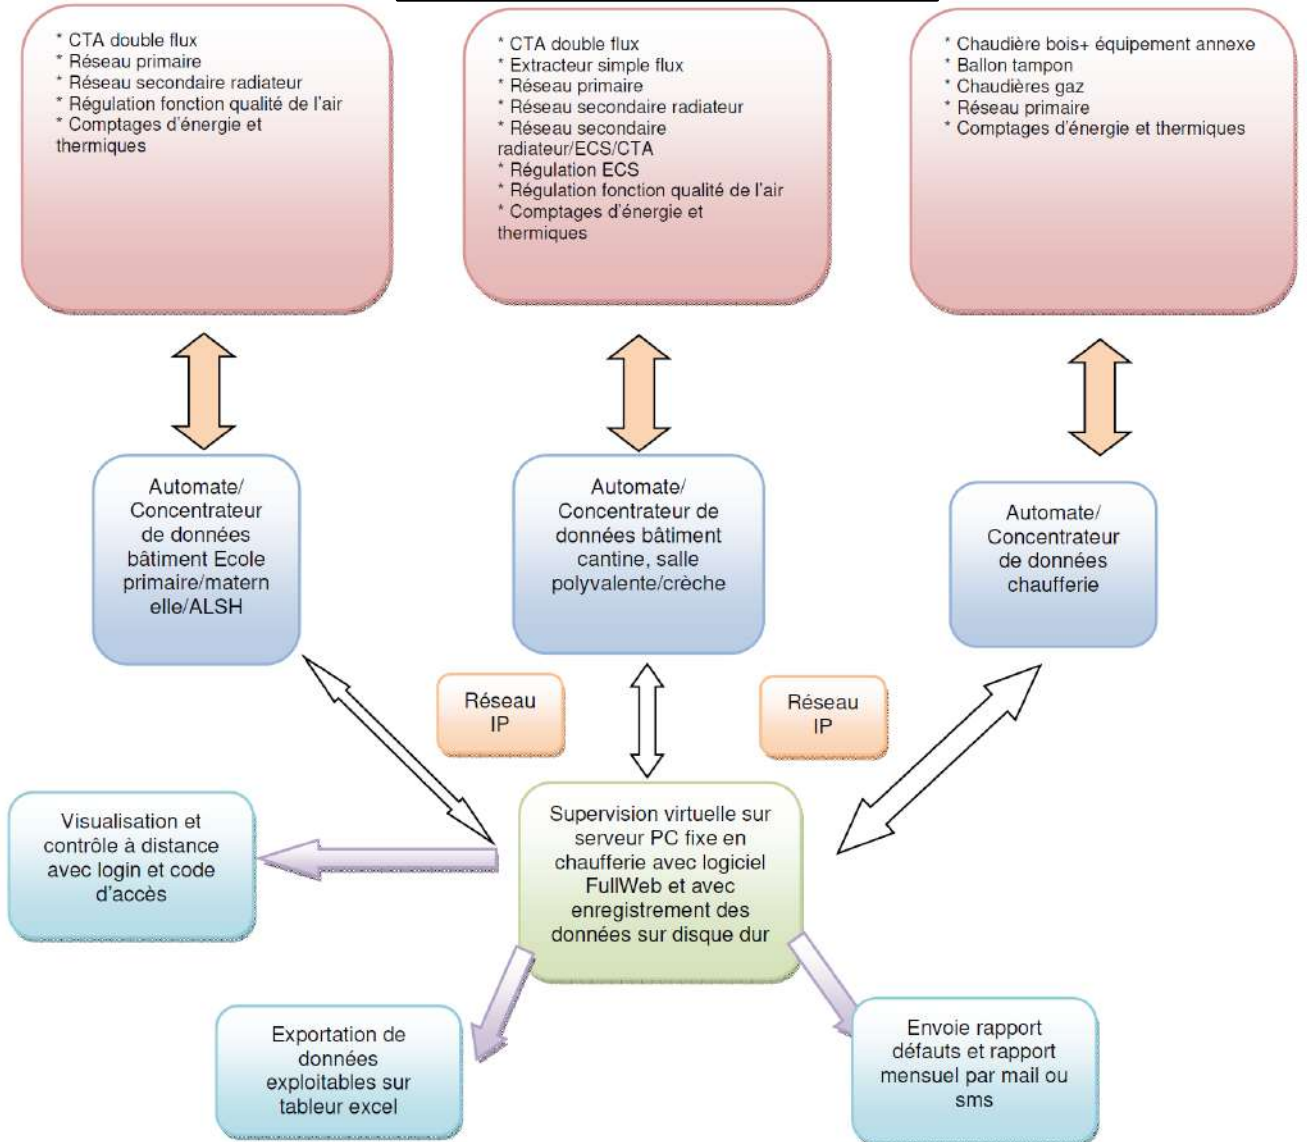 * CTA double flux
* Réseau primaire
* Réseau secondaire radiateur
* Régulation fonction qualité de l'air
* Comptages d'énergie et
thermiques
* CTA double flux
* Extracteur simple flux
* Réseau primaire
* Réseau secondaire radiateur
* Réseau secondaire
radiateur/ECS/CTA
* Régulation ECS
* Régulation fonction qualité de l'air
* Comptages d'énergie et
thermiques
* Chaudière bois+ équipement annexe
* Ballon tampon
* Chaudières gaz
* Réseau primaire
* Comptages d'énergie et thermiques
Automate/
Concentrateur
de données
bâtiment Ecole
primaire/matern
elle/ALSH
Automate/
Concentrateur de
données bâtiment
cantine, salle
polyvalente/crèche
Automate/
Concentrateur
de données
chaufferie
Réseau
IP
Réseau
IP
Visualisation et
contrôle à distance
avec login et code
d'accès
Supervision virtuelle sur
serveur PC fixe en
chaufferie avec logiciel
FullWeb et avec
enregistrement des
données sur disque dur
Exportation de
données
exploitables sur
tableur excel
Envoie rapport
défauts et rapport
mensuel par mail ou
sms